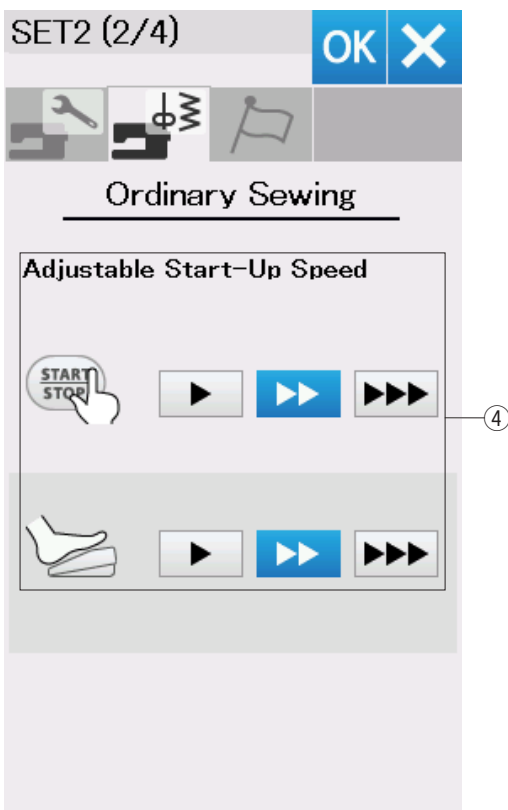 SET2 (2/4)
OK
Ordinary Sewing
Adjustable Start-Up Speed
START
STOP
④